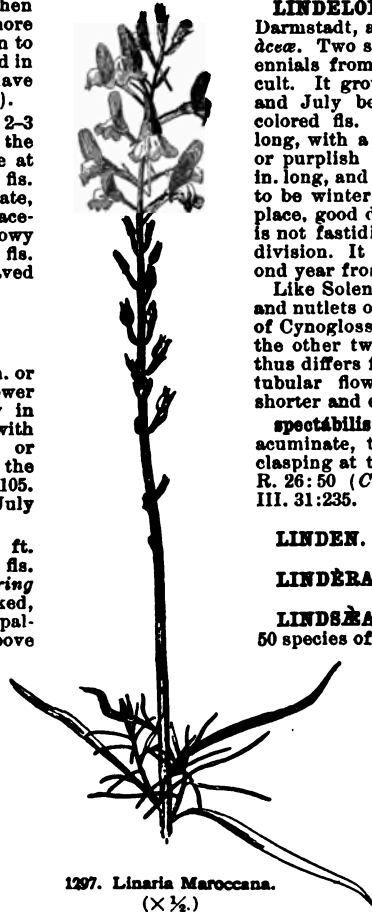 hen
more
n to
d in
ave
).
2–3
the
e at
fls.
ate,
ace-
owy
fls.
ved
. or
wer
in
with
or
the
105.
July
ft.
fls.
ring
ked,
pal-
bove
LINDELO
Darmstadt, a
àceæ. Two s
ennials from
cult. It gro
and July be
colored fls.
long, with a
or purplish
in. long, and
to be winter
place, good d
is not fastidi
division. It
ond year fro
Like Solen
and nutlets o
of Cynogloss
the other tw
thus differs f
tubular flow
shorter and e
spectábilis
acuminate, t
clasping at t
R. 26:50 (C
III. 31:235.
LINDEN.
LINDÈRA
LINDSÆA
50 species of
1297. Linaria Maroccana.
(× ½.)